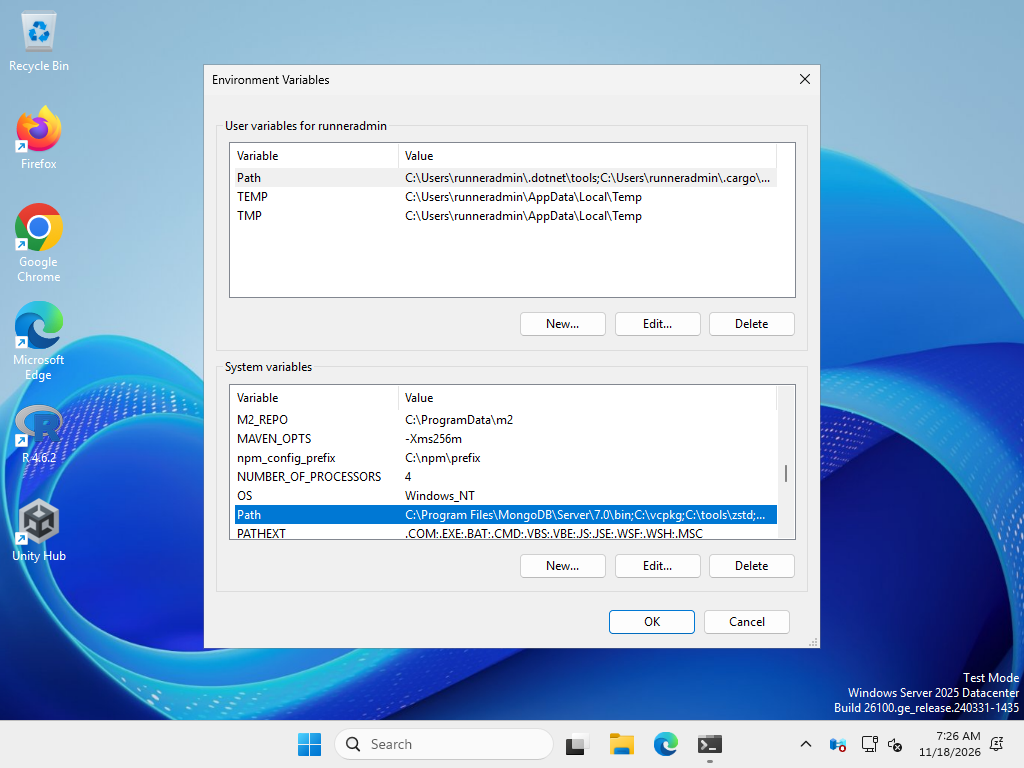 Recycle Bin
Firefox
Google
Chrome
Microsoft
Edge
R 4.6.2
Unity Hub
Environment Variables
User variables for runneradmin
Variable Value
Path C:\Users\runneradmin\.dotnet\tools;C:\Users\runneradmin\.cargo\...
TEMP C:\Users\runneradmin\AppData\Local\Temp
TMP C:\Users\runneradmin\AppData\Local\Temp
New... Edit... Delete
System variables
Variable Value
M2_REPO C:\ProgramData\m2
MAVEN_OPTS -Xms256m
npm_config_prefix C:\npm\prefix
NUMBER_OF_PROCESSORS 4
OS Windows_NT
Path C:\Program Files\MongoDB\Server\7.0\bin;C:\vcpkg;C:\tools\zstd;...
PATHEXT .COM;.EXE;.BAT;.CMD;.VBS;.VBE;.JS;.JSE;.WSF;.WSH;.MSC
New... Edit... Delete
OK Cancel
Test Mode
Windows Server 2025 Datacenter
Build 26100.ge_release.240331-1435
Search
7:26 AM
11/18/2026